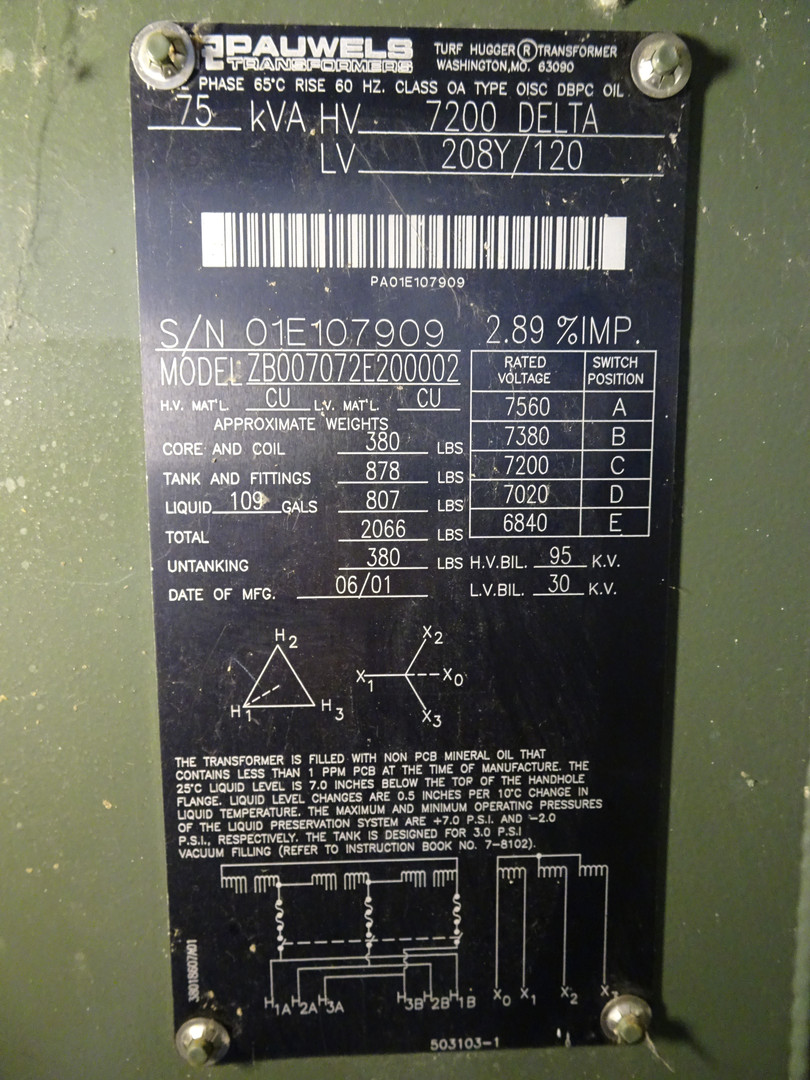 PAUWELS
TRANSFORMERS
TURF HUGGER ® TRANSFORMER
WASHINGTON, MO. 63090
PHASE 65°C RISE 60 HZ. CLASS OA TYPE OISC DBPC OIL
75 kVA HV 7200 DELTA
LV 208Y/120
PA01E107909
S/N 01E107909 2.89 %IMP.
MODEL ZB007072E200002
H.V. MAT'L CU L.V. MAT'L. CU
APPROXIMATE WEIGHTS
CORE AND COIL 380 LBS
TANK AND FITTINGS 878 LBS
LIQUID 109 GALS 807 LBS
TOTAL 2066 LBS
UNTANKING 380 LBS
DATE OF MFG. 06/01
RATED VOLTAGE SWITCH POSITION
7560 A
7380 B
7200 C
7020 D
6840 E
H.V.BIL. 95 K.V.
L.V.BIL. 30 K.V.
H2
H1 H3
X2
X1 X0
X3
THE TRANSFORMER IS FILLED WITH NON PCB MINERAL OIL THAT
CONTAINS LESS THAN 1 PPM PCB AT THE TIME OF MANUFACTURE. THE
25°C LIQUID LEVEL IS 7.0 INCHES BELOW THE TOP OF THE HANDHOLE
FLANGE. LIQUID LEVEL CHANGES ARE 0.5 INCHES PER 10°C CHANGE IN
LIQUID TEMPERATURE. THE MAXIMUM AND MINIMUM OPERATING PRESSURES
OF THE LIQUID PRESERVATION SYSTEM ARE +7.0 P.S.I. AND -2.0
P.S.I., RESPECTIVELY. THE TANK IS DESIGNED FOR 3.0 P.S.I
VACUUM FILLING (REFER TO INSTRUCTION BOOK NO. 7-8102).
H1A H2A H3A H3B H2B H1B X0 X1 X2
503103-1